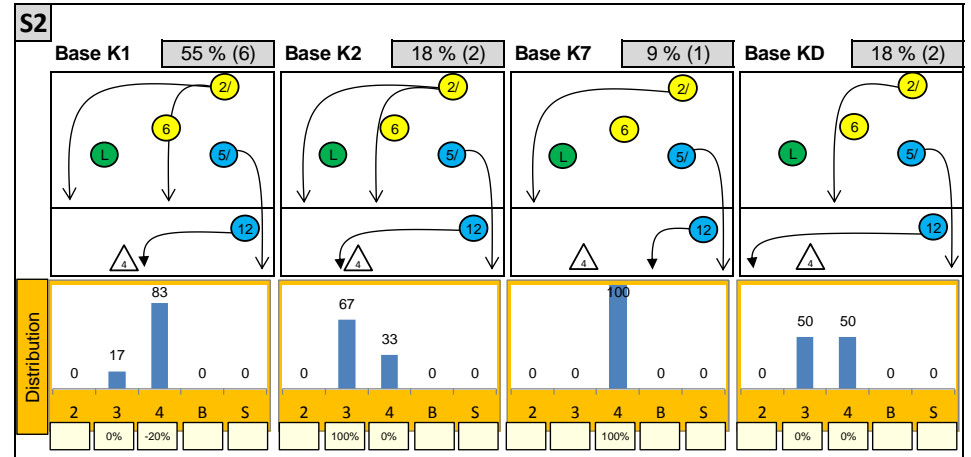 S2
Base K1 55 % (6) Base K2 18 % (2) Base K7 9 % (1) Base KD 18 % (2)
2/ 2/ 2/ 2/
6 6 6 6
L 5/ L 5/ L 5/ L 5/
12 12 12 12
4 4 4 4
Distribution
0 17 83 0 0 0 67 33 0 0 0 0 100 0 0 0 50 50 0 0
2 3 4 B S 2 3 4 B S 2 3 4 B S 2 3 4 B S
0% -20% 100% 0% 100% 0% 0%